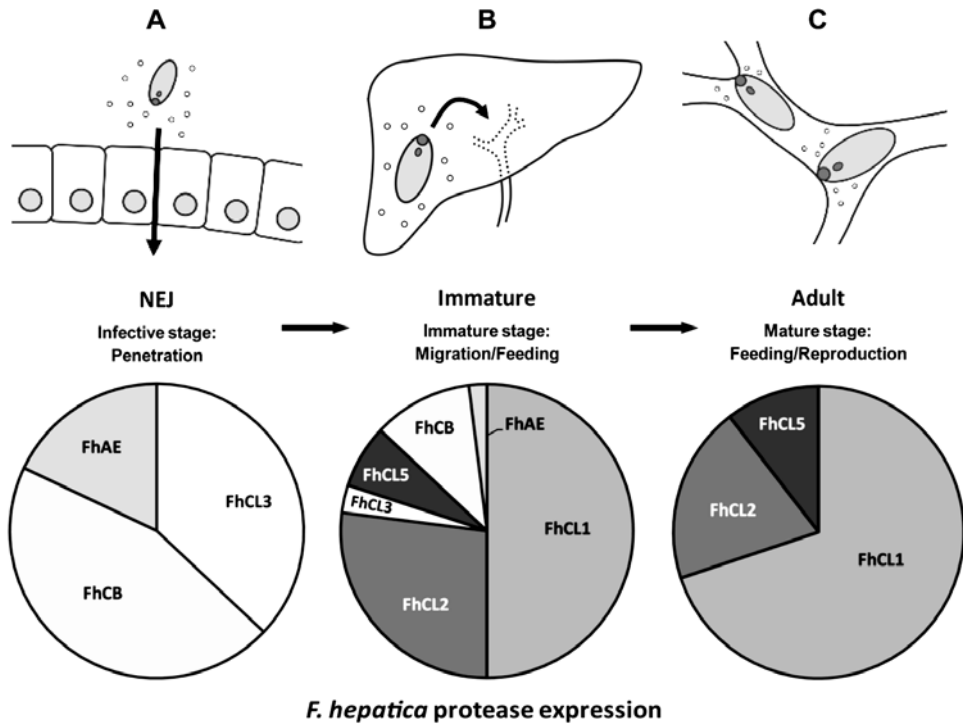 A
B
C
NEJ
Infective stage:
Penetration
Immature
Immature stage:
Migration/Feeding
Adult
Mature stage:
Feeding/Reproduction
FhAE
FhCL3
FhCB
FhCB
FhAE
FhCL5
FhCL3
FhCL1
FhCL2
FhCL5
FhCL2
FhCL1
F. hepatica protease expression